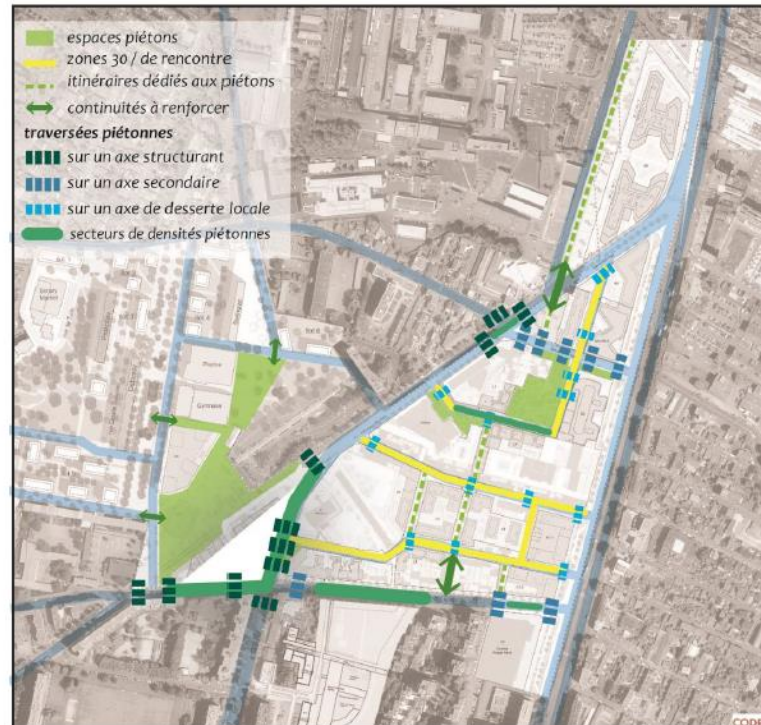 espaces piétons
zones 30 / de rencontre
itinéraires dédiés aux piétons
continuités à renforcer
traversées piétonnes
sur un axe structurant
sur un axe secondaire
sur un axe de desserte locale
secteurs de densités piétonnes
Gymnase